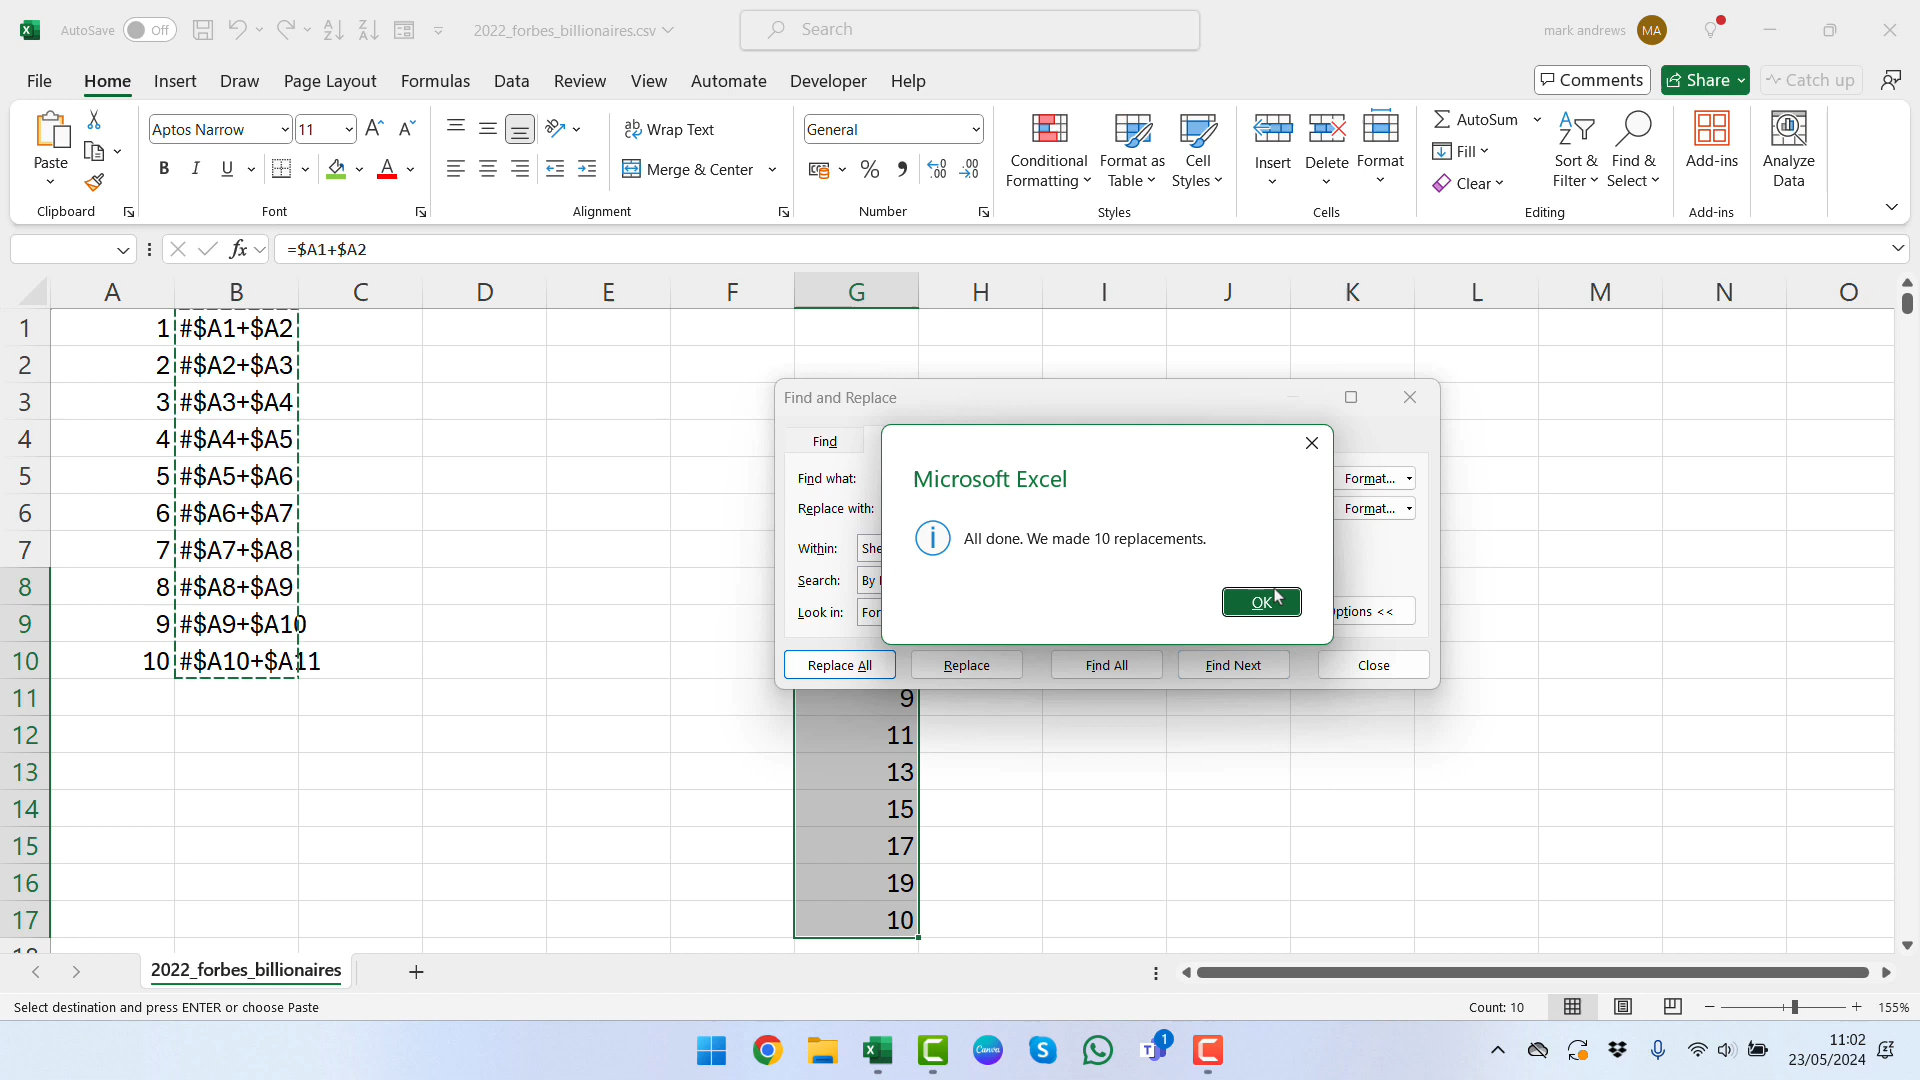 AutoSave Off 2022_forbes_billionaires.csv Search mark andrews MA
File Home Insert Draw Page Layout Formulas Data Review View Automate Developer Help Comments Share Catch up
Paste Aptos Narrow 11 Wrap Text General Conditional Formatting Format as Table Cell Styles Insert Delete Format AutoSum Sort & Filter Find & Select Add-ins Analyze Data
B I U A Merge & Center % Fill
Clear
Clipboard Font Alignment Number Styles Cells Editing Add-ins
fx =$A1+$A2
A B C D E F G H I J K L M N O
1 1 #$A1+$A2
2 2 #$A2+$A3
3 3 #$A3+$A4
4 4 #$A4+$A5
5 5 #$A5+$A6
6 6 #$A6+$A7
7 7 #$A7+$A8
8 8 #$A8+$A9
9 9 #$A9+$A10
10 10 #$A10+$A11
11 9
12 11
13 13
14 15
15 17
16 19
17 10
Find and Replace
Find
Find what: Format...
Replace with: Format...
Within: She
Search: By
Look in: For
ptions <<
Microsoft Excel
All done. We made 10 replacements.
OK
Replace All Replace Find All Find Next Close
2022_forbes_billionaires
Select destination and press ENTER or choose Paste Count: 10 155%
Canva 1 11:02
23/05/2024